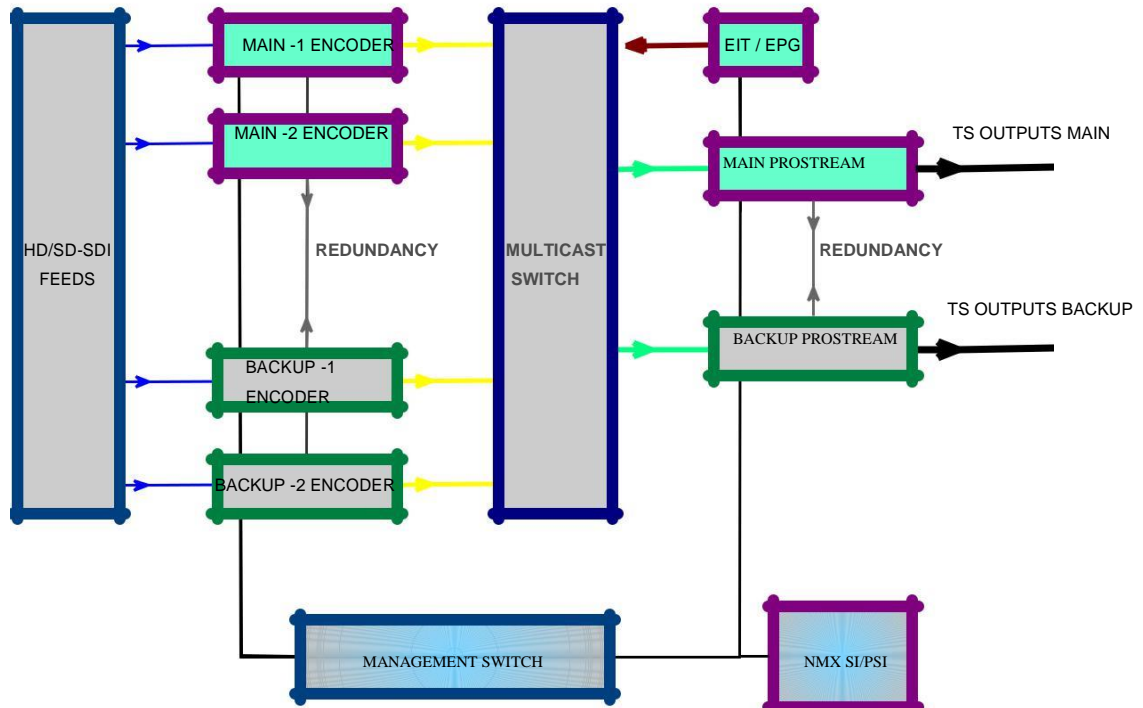 MAIN -1 ENCODER
EIT / EPG
MAIN -2 ENCODER
TS OUTPUTS MAIN
MAIN PROSTREAM
HD/SD-SDI
FEEDS
REDUNDANCY
MULTICAST
SWITCH
REDUNDANCY
TS OUTPUTS BACKUP
BACKUP PROSTREAM
BACKUP -1
ENCODER
BACKUP -2 ENCODER
MANAGEMENT SWITCH
NMX SI/PSI